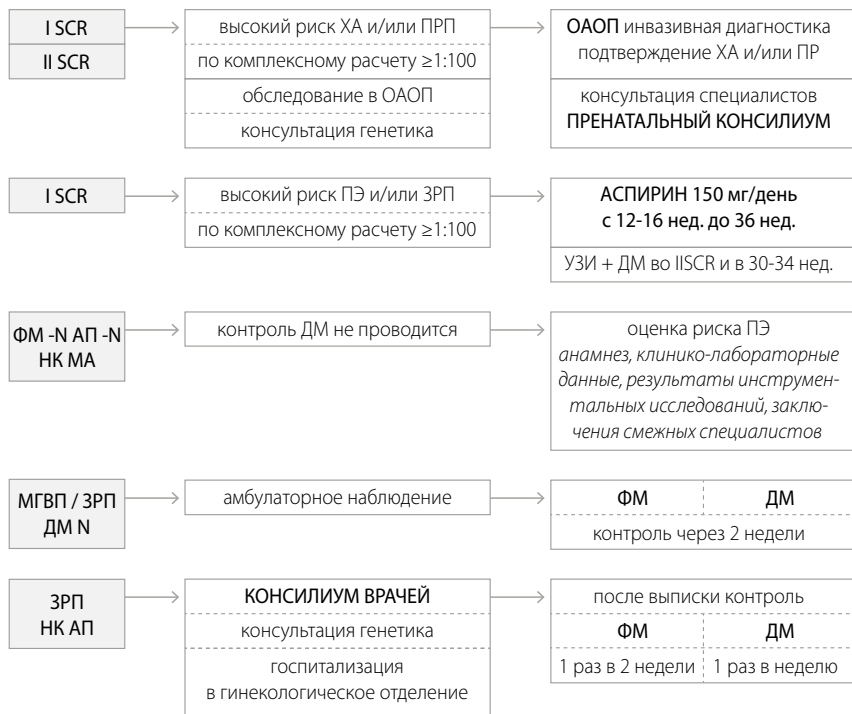 I SCR
II SCR
высокий риск ХА и/или ПРП
по комплексному расчету ≥1:100
обследование в ОАОП
консультация генетика
ОАОП инвазивная диагностика
подтверждение ХА и/или ПР
консультация специалистов
ПРЕНАТАЛЬНЫЙ КОНСИЛИУМ
I SCR
высокий риск ПЭ и/или ЗРП
по комплексному расчету ≥1:100
АСПИРИН 150 мг/день
с 12-16 нед. до 36 нед.
УЗИ + ДМ во IISCR и в 30-34 нед.
ФМ -N АП -N
НК МА
контроль ДМ не проводится
оценка риска ПЭ
анамнез, клинико-лабораторные
данные, результаты инструмен-
тальных исследований, заклю-
чения смежных специалистов
МГВП / ЗРП
ДМ N
амбулаторное наблюдение
ФМ ДМ
контроль через 2 недели
ЗРП
НК АП
КОНСИЛИУМ ВРАЧЕЙ
консультация генетика
госпитализация
в гинекологическое отделение
после выписки контроль
ФМ ДМ
1 раз в 2 недели 1 раз в неделю